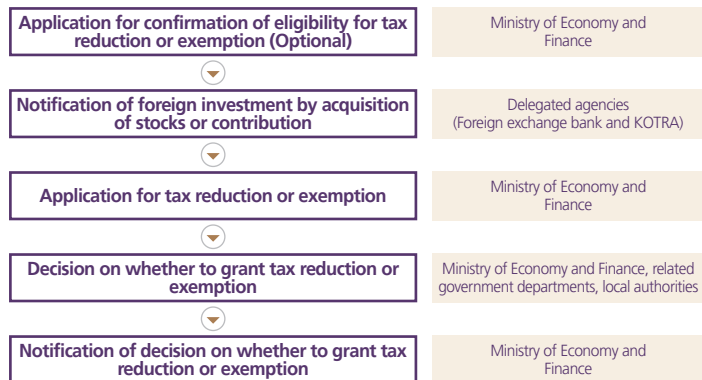 Application for confirmation of eligibility for tax
reduction or exemption (Optional)
Ministry of Economy and
Finance
Notification of foreign investment by acquisition
of stocks or contribution
Delegated agencies
(Foreign exchange bank and KOTRA)
Application for tax reduction or exemption
Ministry of Economy and
Finance
Decision on whether to grant tax reduction or
exemption
Ministry of Economy and Finance, related
government departments, local authorities
Notification of decision on whether to grant tax
reduction or exemption
Ministry of Economy and
Finance